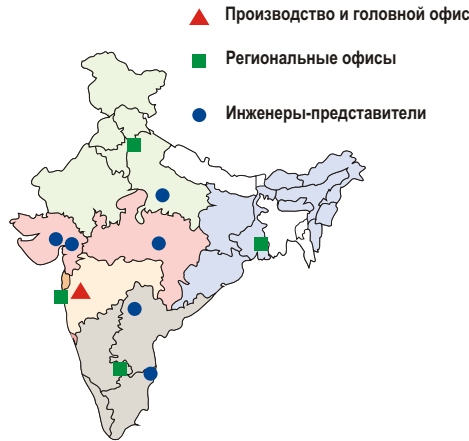 Производство и головной офис
Региональные офисы
Инженеры-представители